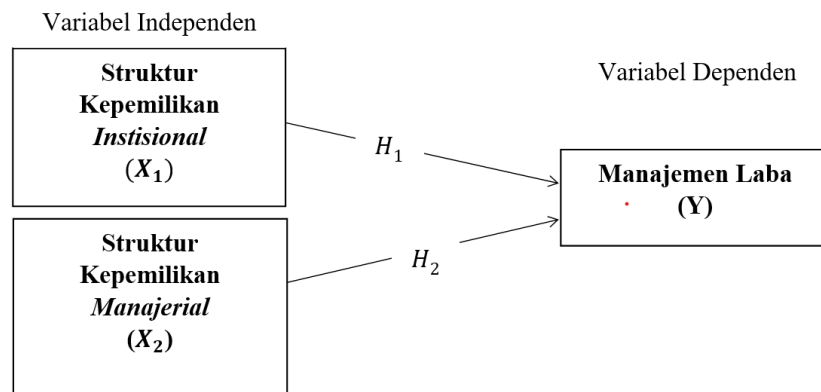 Variabel Independen
Struktur
Kepemilikan
Instisional
(X₁)
H₁
Variabel Dependen
Manajemen Laba
(Y)
Struktur
Kepemilikan
Manajerial
(X₂)
H₂